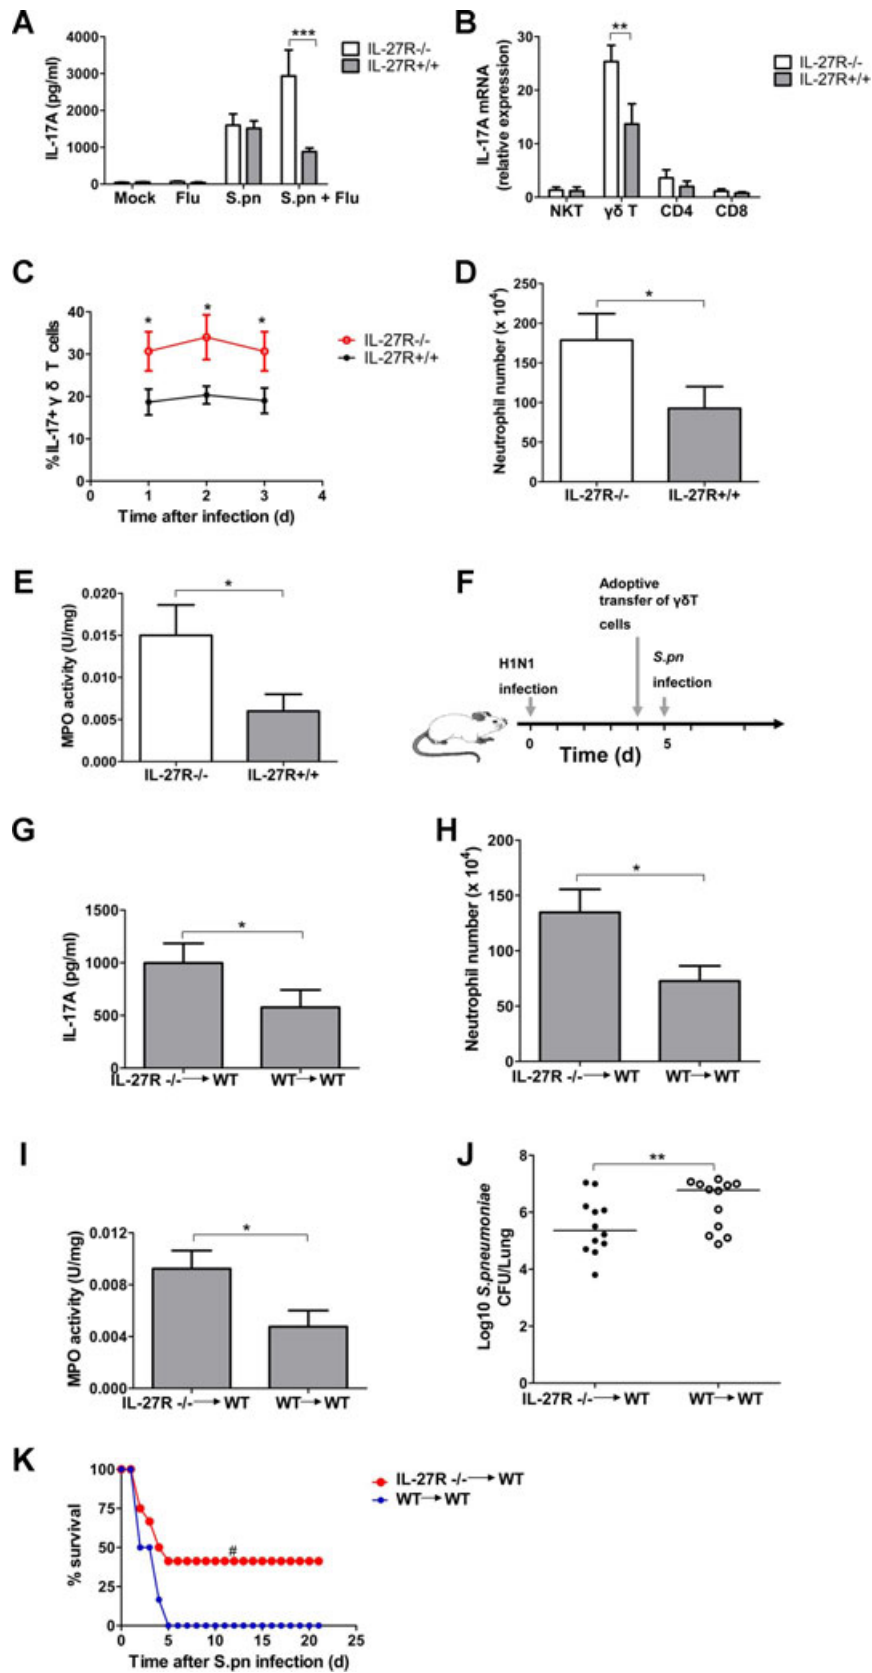 A
IL-17A (pg/ml)
4000
3000
2000
1000
0
***
IL-27R-/-
IL-27R+/+
Mock Flu S.pn S.pn + Flu
B
IL-17A mRNA
(relative expression)
30
20
10
0
**
IL-27R-/-
IL-27R+/+
NKT γδ T CD4 CD8
C
%IL-17+ γ δ T cells
40
30
20
10
0
* * *
IL-27R-/-
IL-27R+/+
0 1 2 3 4
Time after infection (d)
D
Neutrophil number (x 10⁴)
250
200
150
100
50
0
*
IL-27R-/- IL-27R+/+
E
MPO activity (U/mg)
0.020
0.015
0.010
0.005
0.000
*
IL-27R-/- IL-27R+/+
F
Adoptive
transfer of γδT
cells
H1N1
infection
S.pn
infection
0 5
Time (d)
G
IL-17A (pg/ml)
1500
1000
500
0
*
IL-27R -/-→WT WT→WT
H
Neutrophil number (x 10⁴)
200
150
100
50
0
*
IL-27R -/-→WT WT→WT
I
MPO activity (U/mg)
0.012
0.008
0.004
0.000
*
IL-27R -/-→WT WT→WT
J
Log10 S.pneumoniae
CFU/Lung
8
6
4
2
0
**
IL-27R -/-→WT WT→WT
K
% survival
100
75
50
25
0
#
IL-27R -/-→WT
WT→WT
0 5 10 15 20 25
Time after S.pn infection (d)